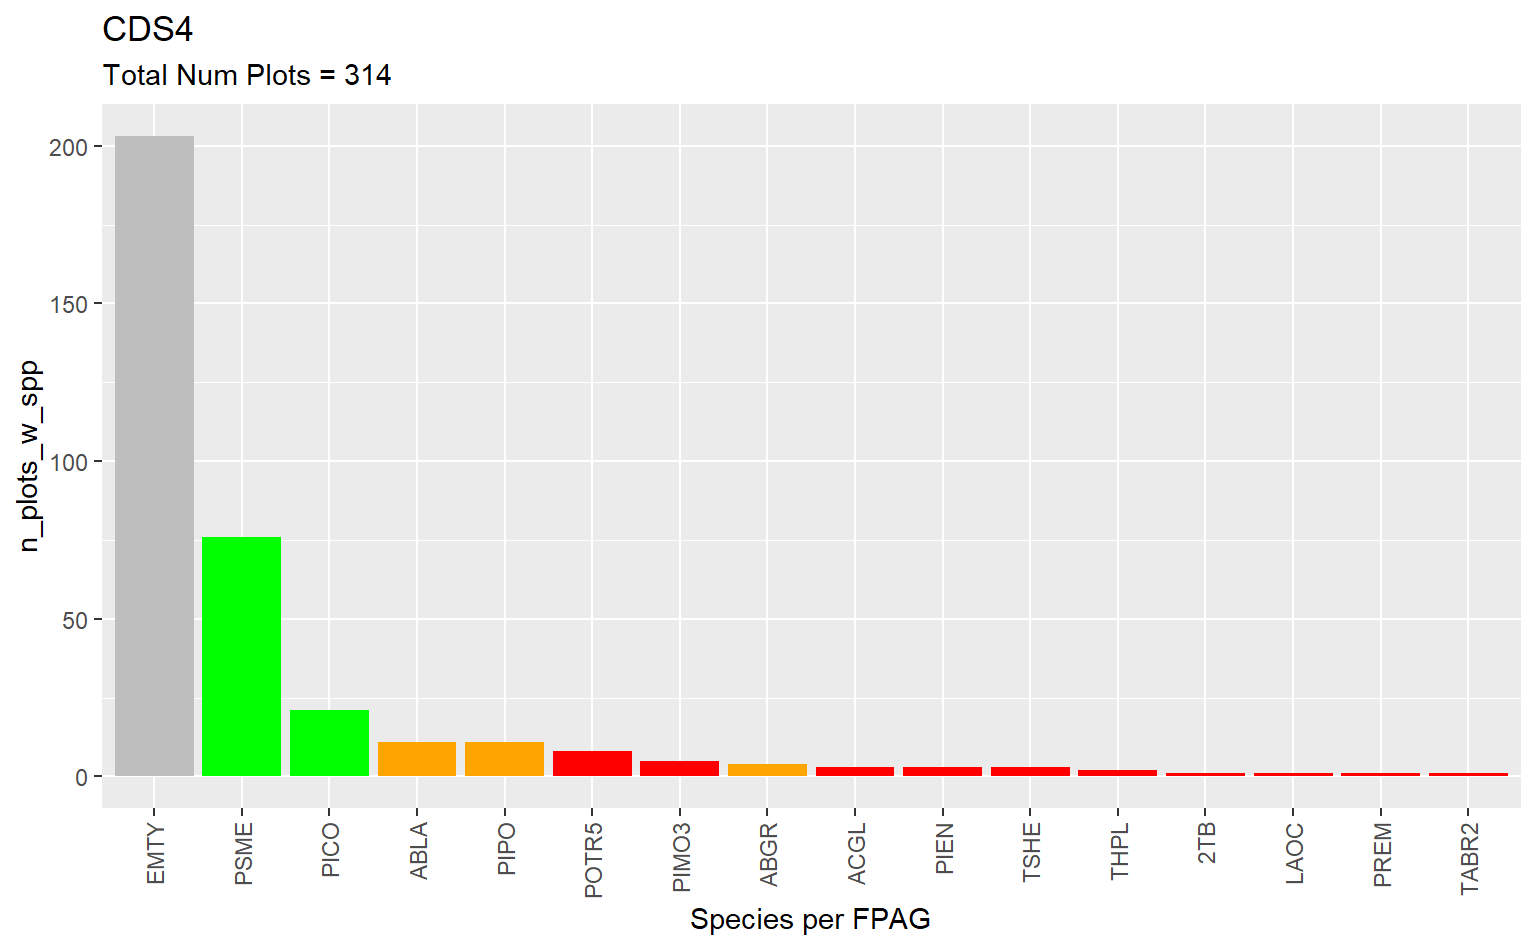 CDS4
Total Num Plots = 314
n_plots_w_spp
200
150
100
50
0
EMTY
PSME
PICO
ABLA
PIPO
POTR5
PIMO3
ABGR
ACGL
PIEN
TSHE
THPL
2TB
LAOC
PREM
TABR2
Species per FPAG